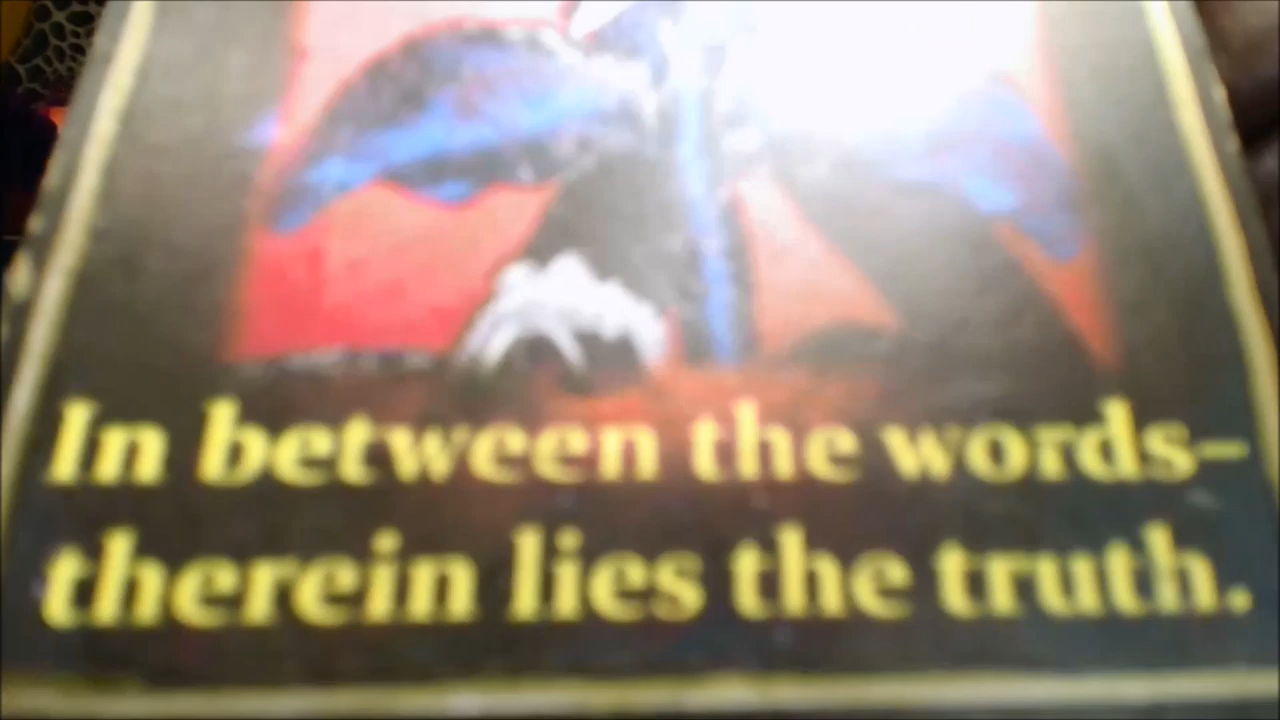 In between the words–
therein lies the truth.